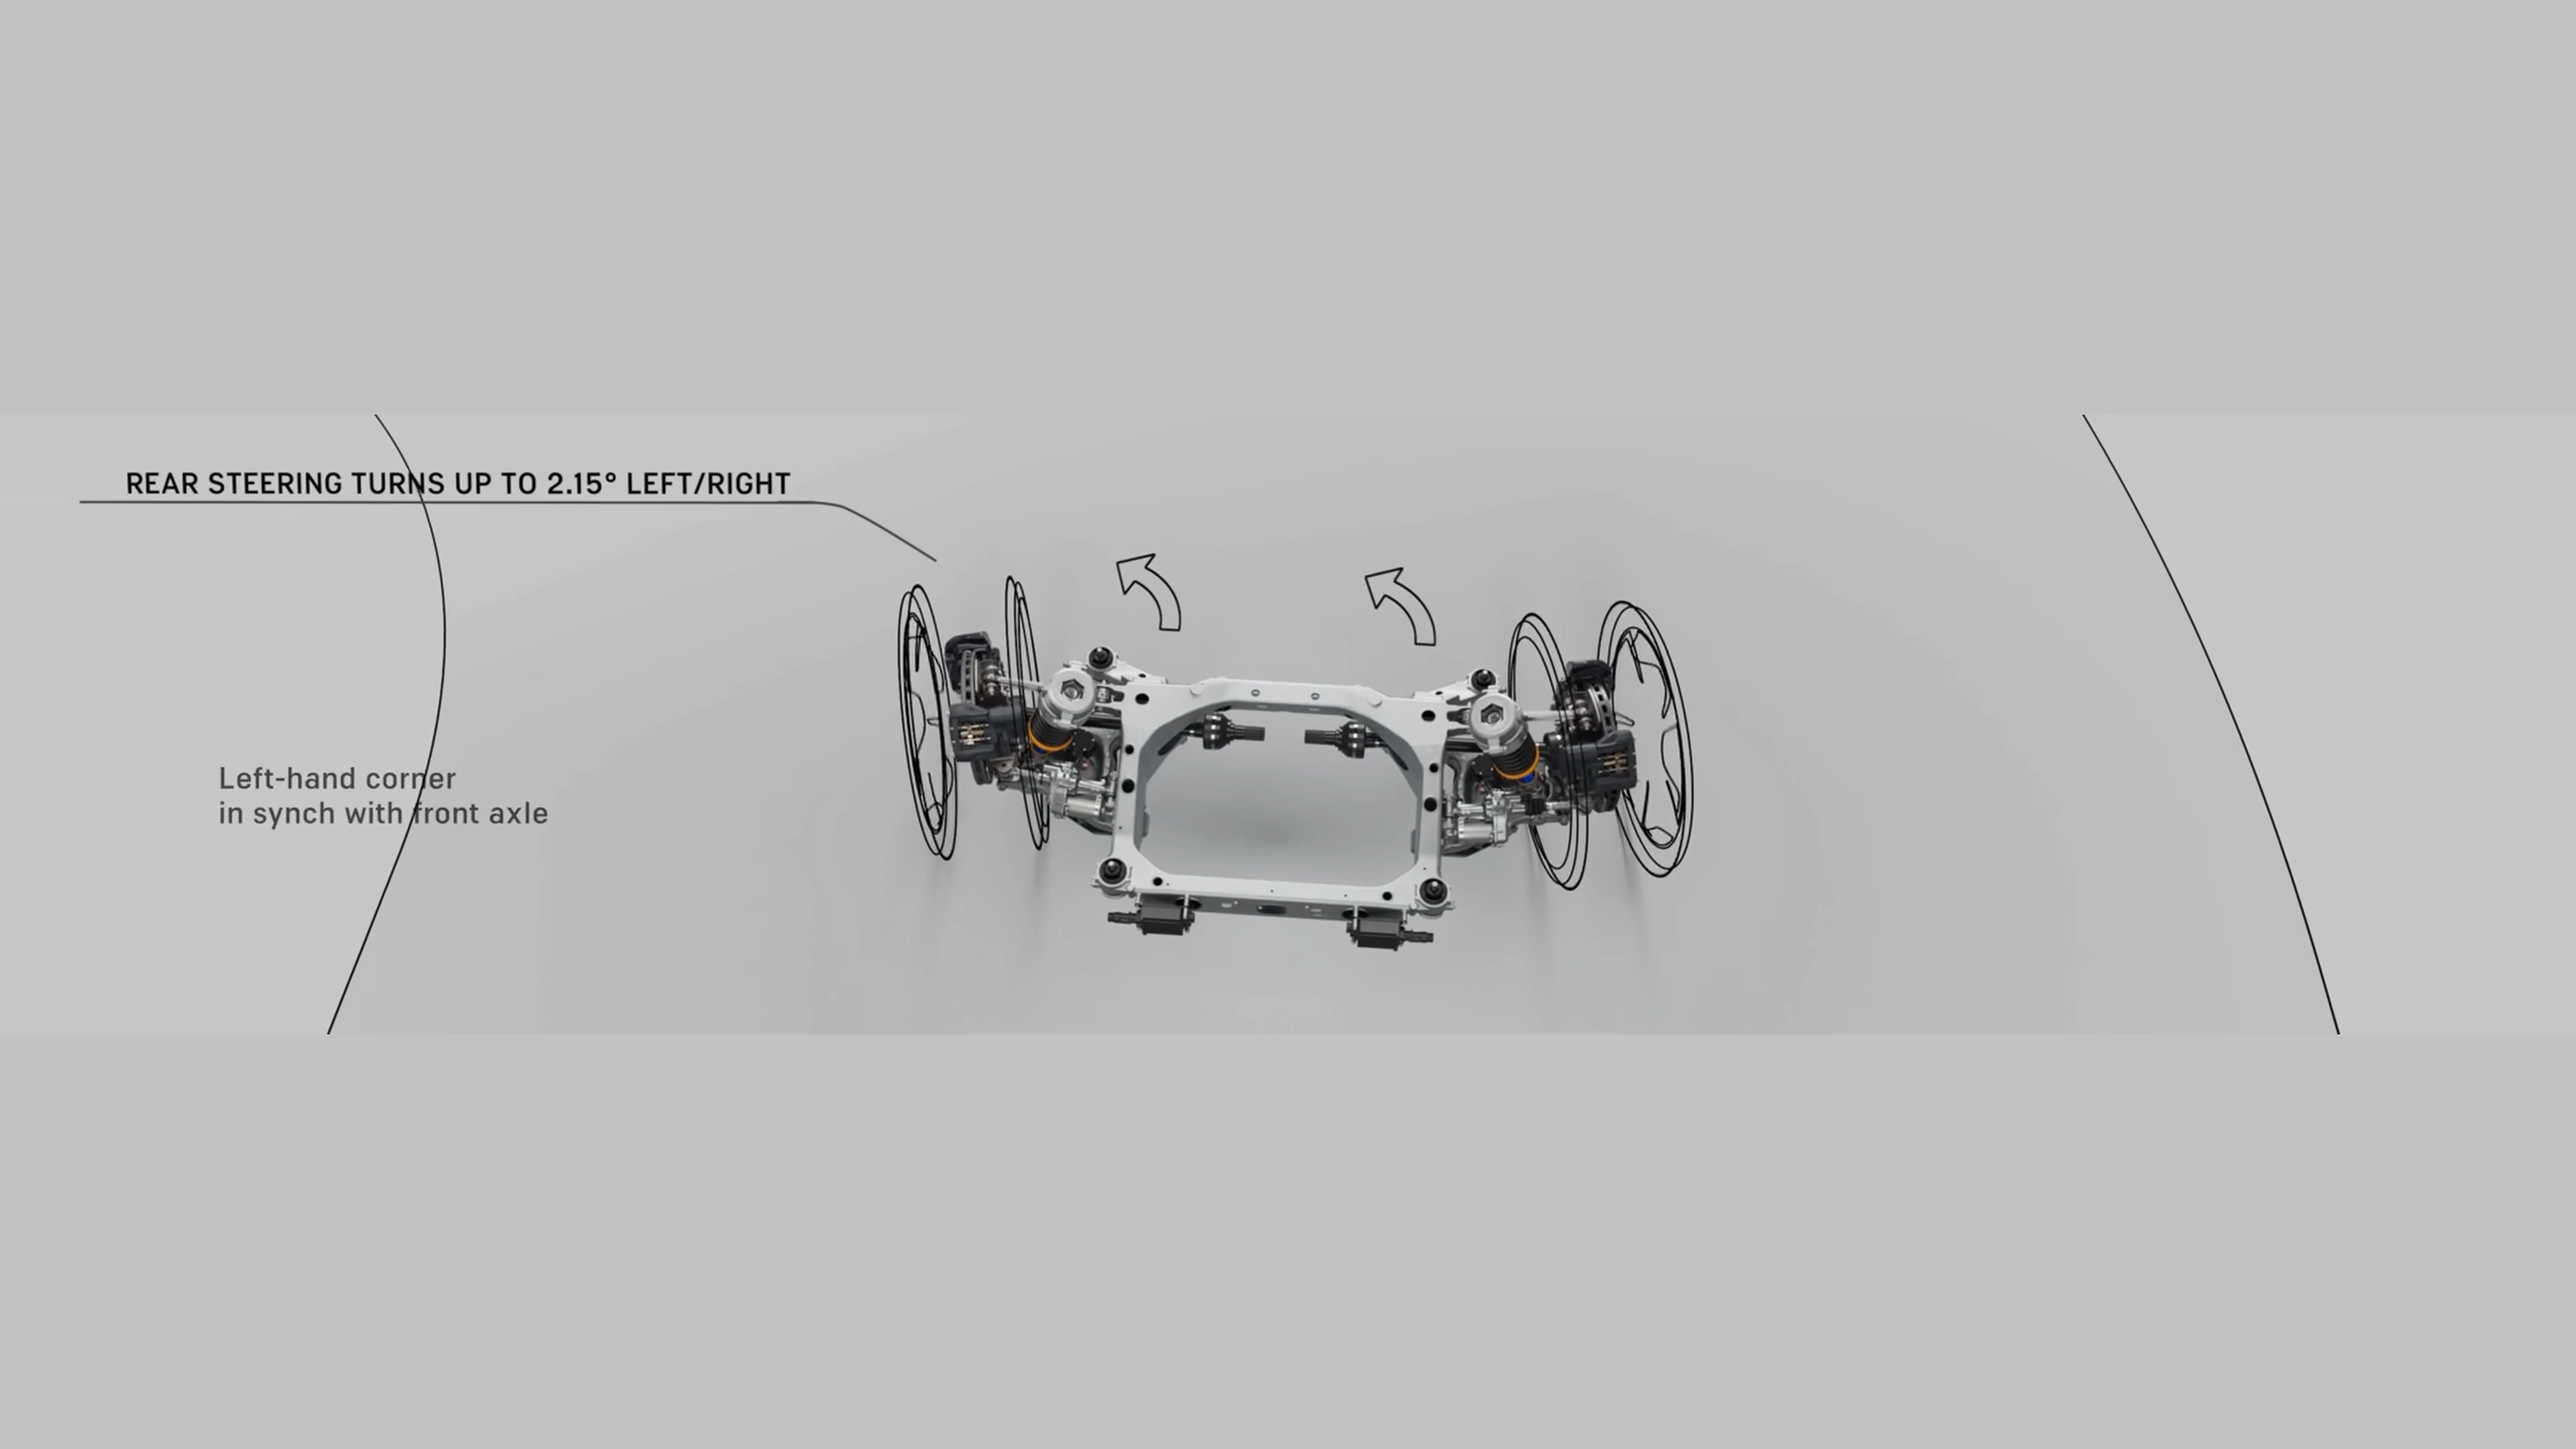 REAR STEERING TURNS UP TO 2.15° LEFT/RIGHT
Left-hand corner
in synch with front axle